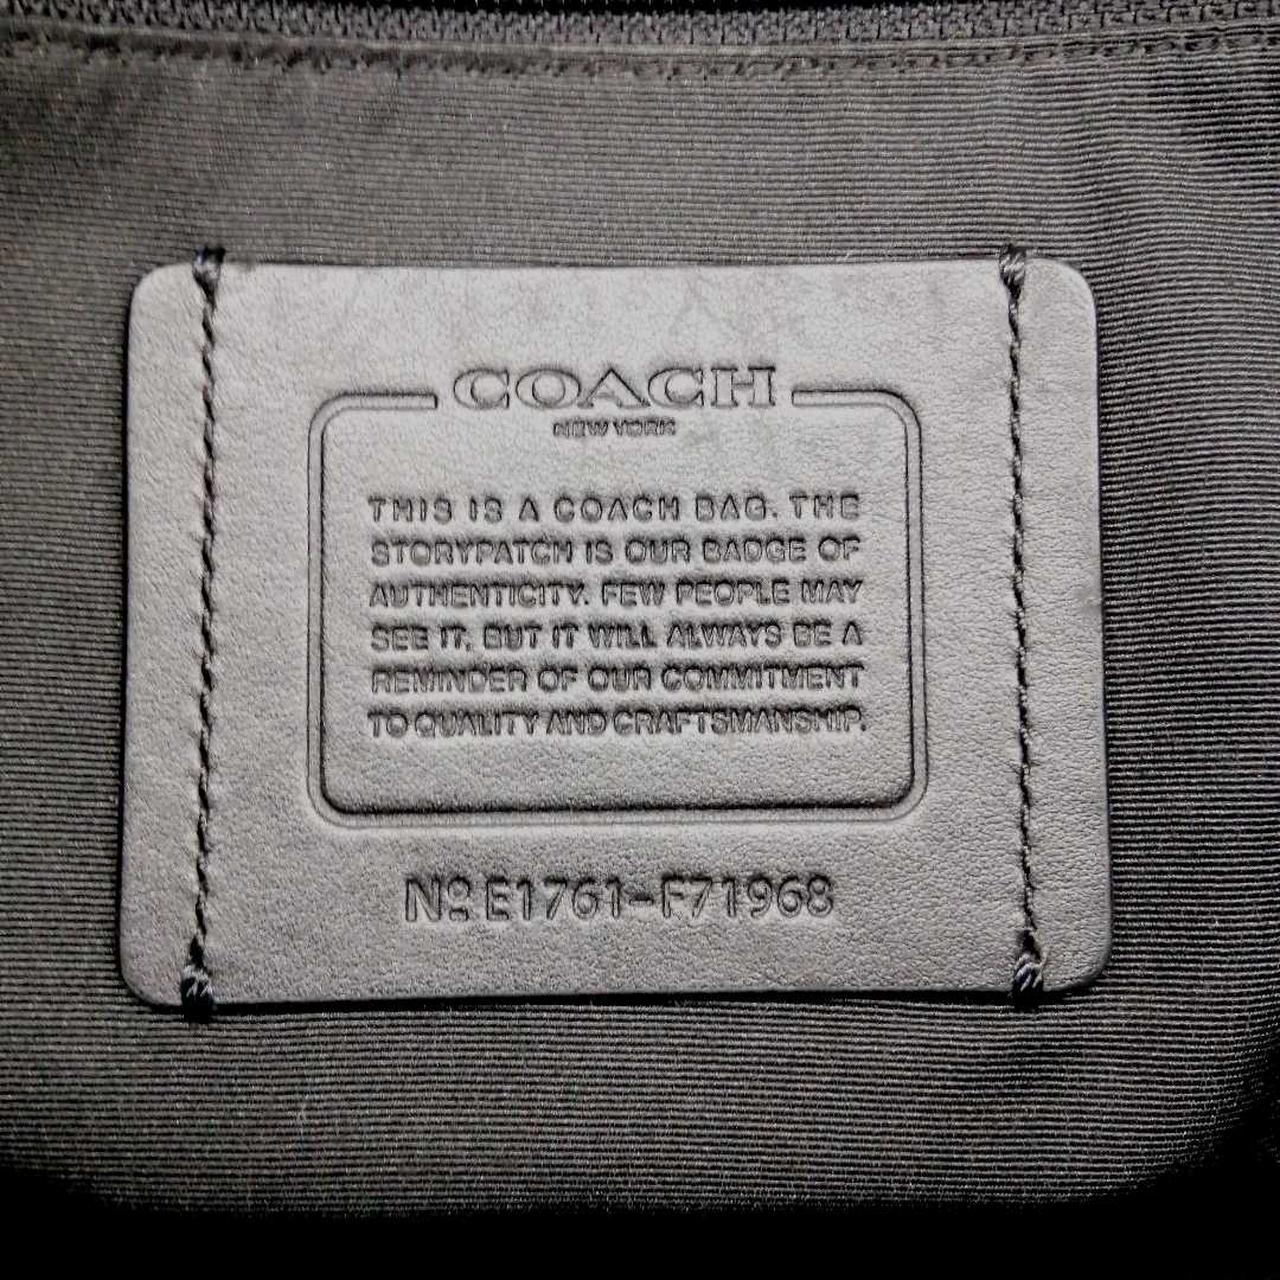 COACH
NEW YORK
THIS IS A COACH BAG. THE
STORYPATCH IS OUR BADGE OF
AUTHENTICITY. FEW PEOPLE MAY
SEE IT, BUT IT WILL ALWAYS BE A
REMINDER OF OUR COMMITMENT
TO QUALITY AND CRAFTSMANSHIP.
Nº E1761-F71968